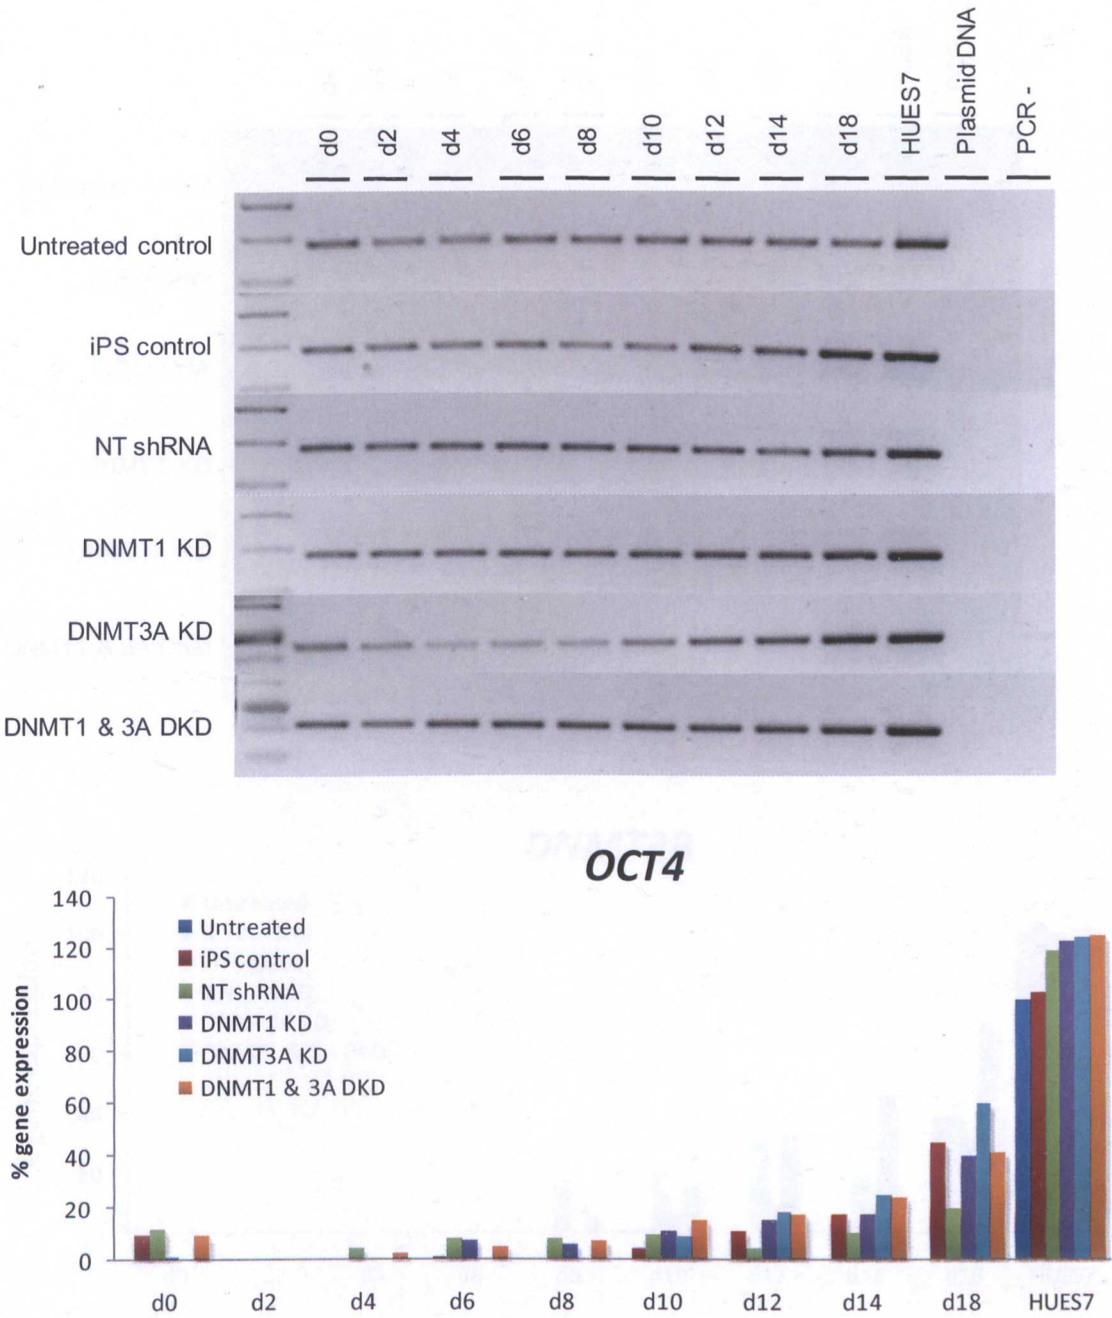 d0 d2 d4 d6 d8 d10 d12 d14 d18 HUES7 Plasmid DNA PCR -
Untreated control
iPS control
NT shRNA
DNMT1 KD
DNMT3A KD
DNMT1 & 3A DKD
OCT4
% gene expression
140
120
100
80
60
40
20
0
Untreated
iPS control
NT shRNA
DNMT1 KD
DNMT3A KD
DNMT1 & 3A DKD
d0 d2 d4 d6 d8 d10 d12 d14 d18 HUES7